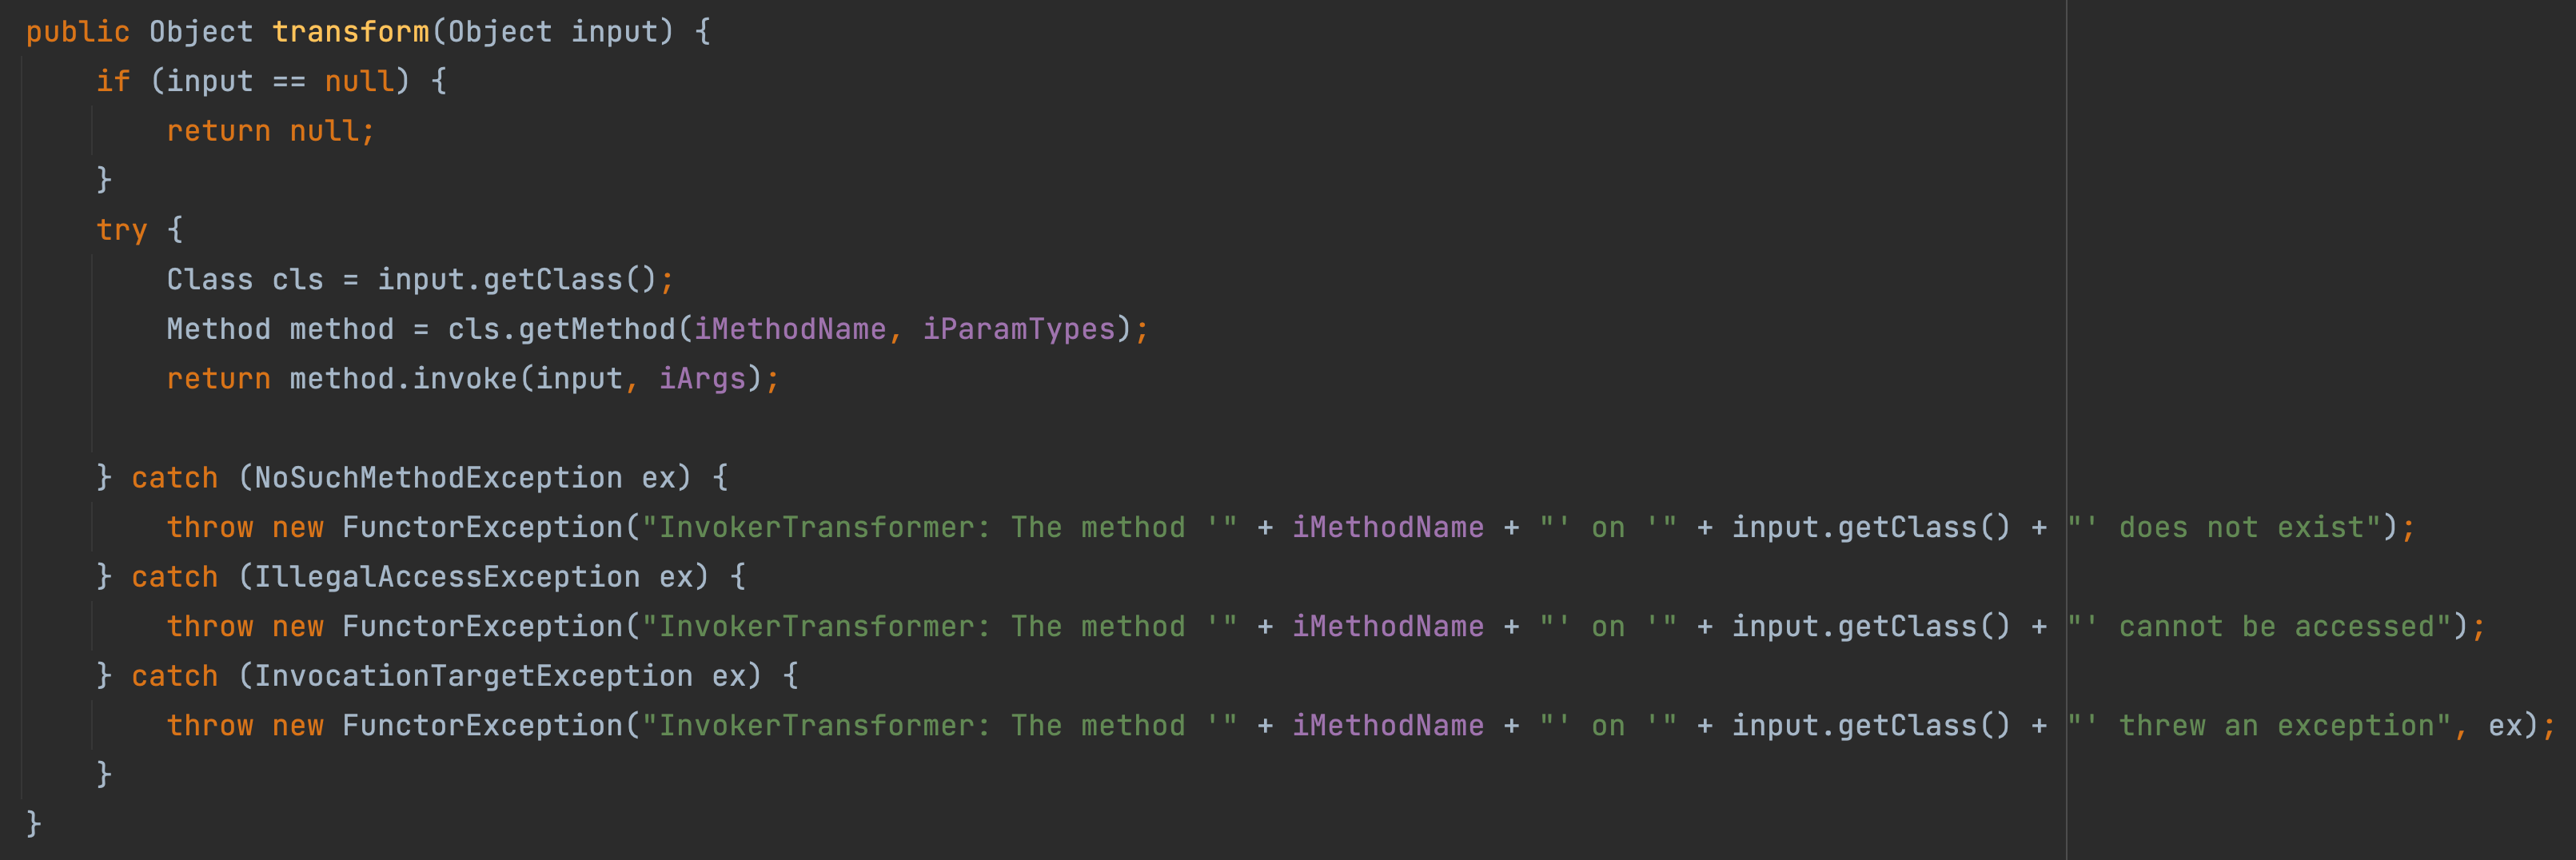 public Object transform(Object input) {
    if (input == null) {
        return null;
    }
    try {
        Class cls = input.getClass();
        Method method = cls.getMethod(iMethodName, iParamTypes);
        return method.invoke(input, iArgs);

    } catch (NoSuchMethodException ex) {
        throw new FunctorException("InvokerTransformer: The method '" + iMethodName + "' on '" + input.getClass() + "' does not exist");
    } catch (IllegalAccessException ex) {
        throw new FunctorException("InvokerTransformer: The method '" + iMethodName + "' on '" + input.getClass() + "' cannot be accessed");
    } catch (InvocationTargetException ex) {
        throw new FunctorException("InvokerTransformer: The method '" + iMethodName + "' on '" + input.getClass() + "' threw an exception", ex);
    }
}